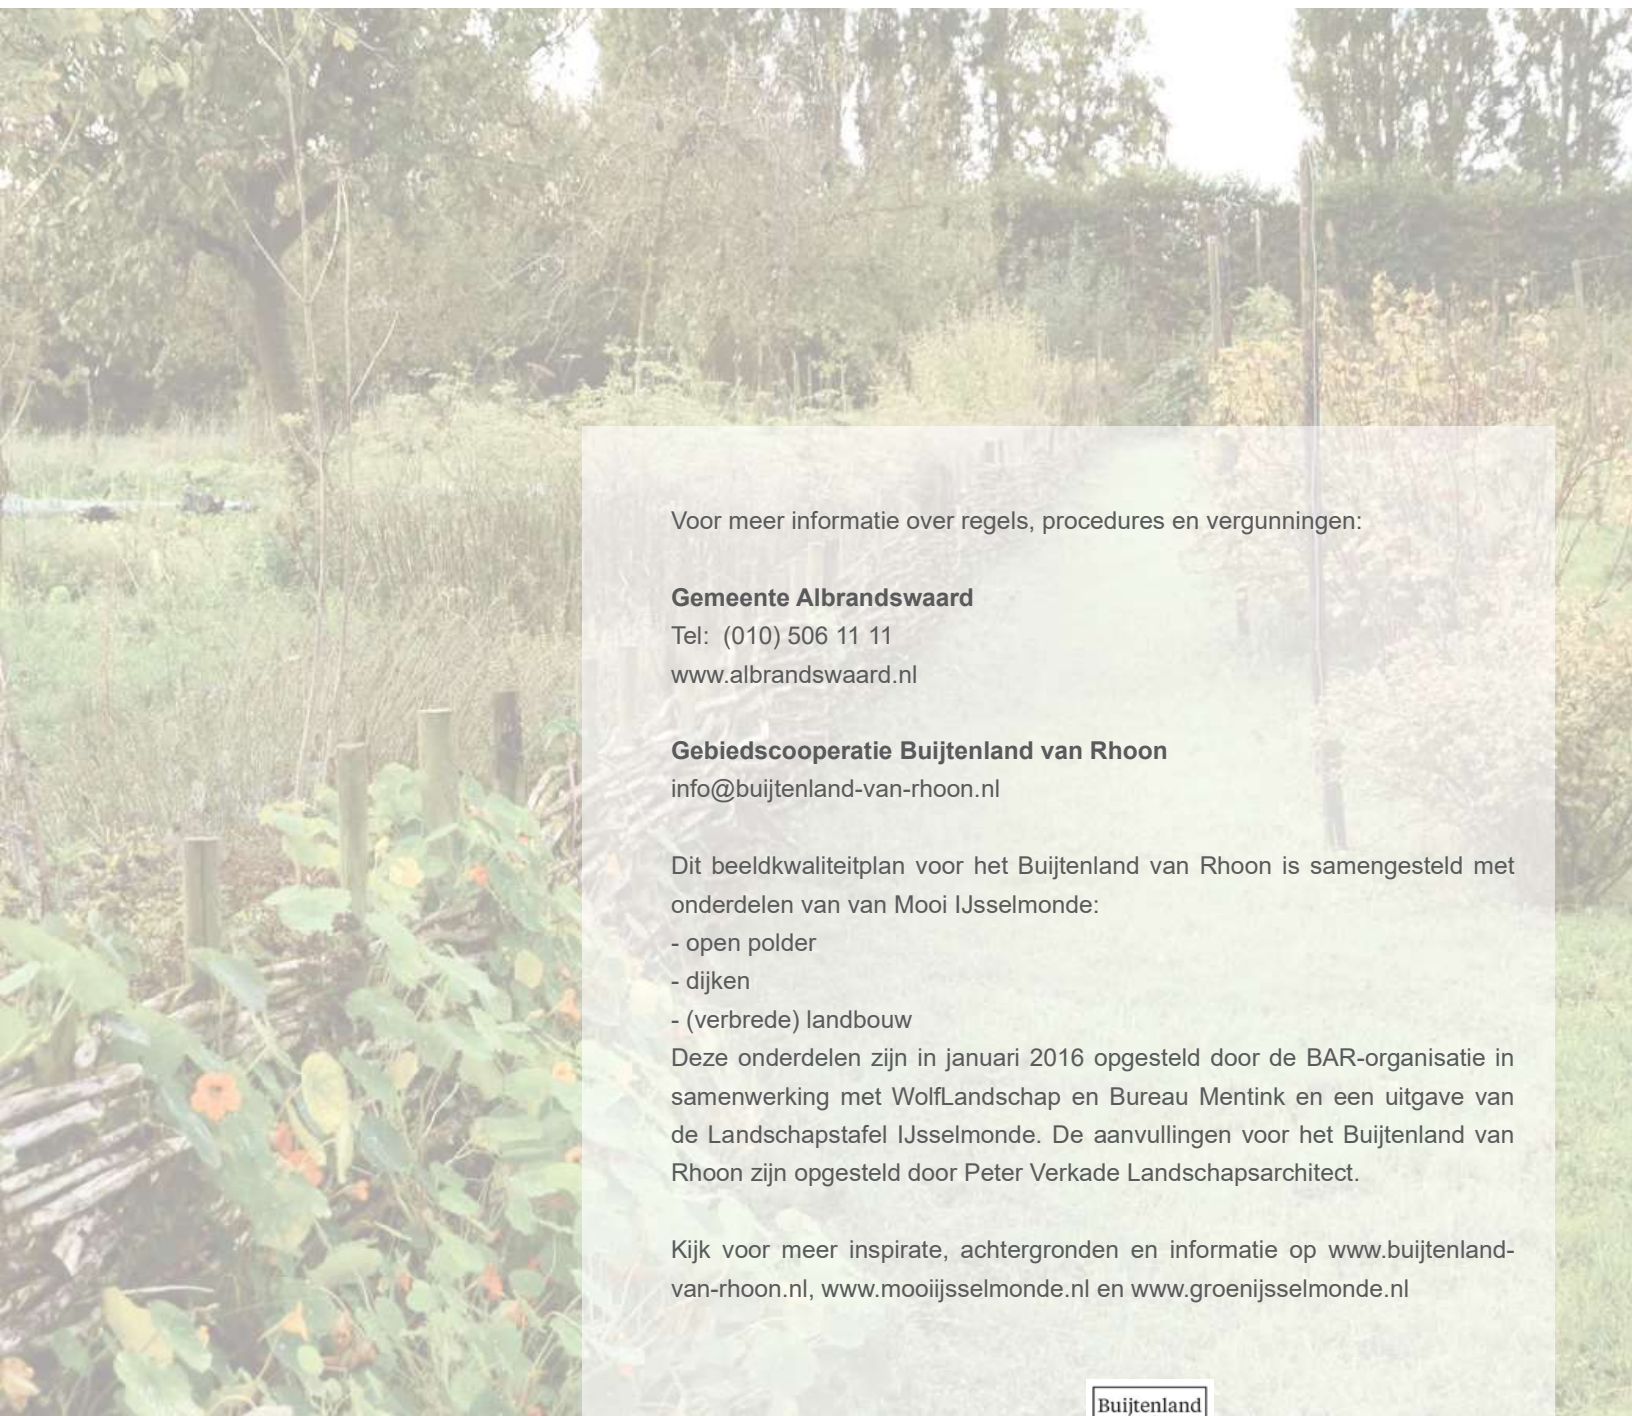 Voor meer informatie over regels, procedures en vergunningen:
Gemeente Albrandswaard
Tel: (010) 506 11 11
www.albrandswaard.nl
Gebiedscooperatie Buijtenland van Rhoon
info@buijtenland-van-rhoon.nl
Dit beeldkwaliteitplan voor het Buijtenland van Rhoon is samengesteld met
onderdelen van van Mooi IJsselmonde:
- open polder
- dijken
- (verbrede) landbouw
Deze onderdelen zijn in januari 2016 opgesteld door de BAR-organisatie in
samenwerking met WolfLandschap en Bureau Mentink en een uitgave van
de Landschapstafel IJsselmonde. De aanvullingen voor het Buijtenland van
Rhoon zijn opgesteld door Peter Verkade Landschapsarchitect.
Kijk voor meer inspirate, achtergronden en informatie op www.buijtenland-
van-rhoon.nl, www.mooiijsselmonde.nl en www.groenijsselmonde.nl
Buijtenland